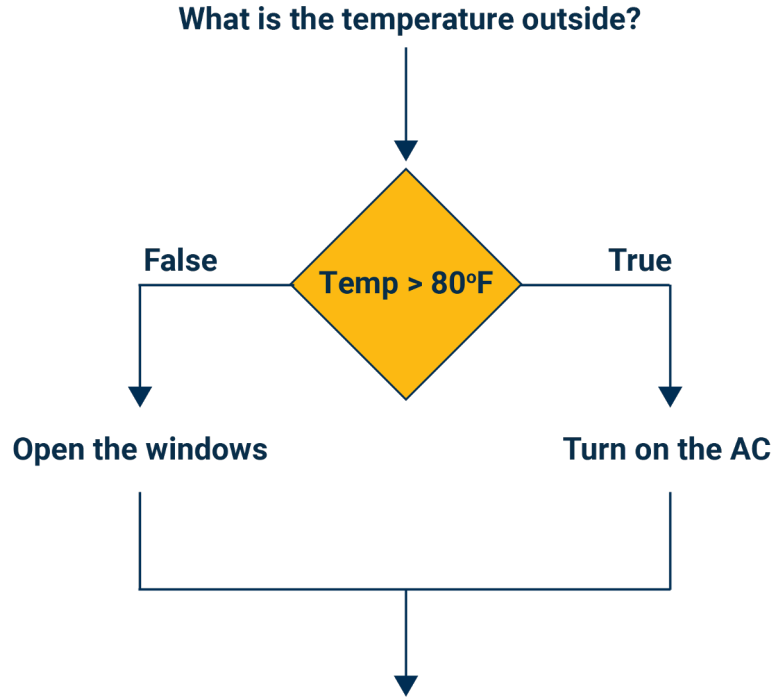 What is the temperature outside?
False
True
Temp > 80ºF
Open the windows
Turn on the AC